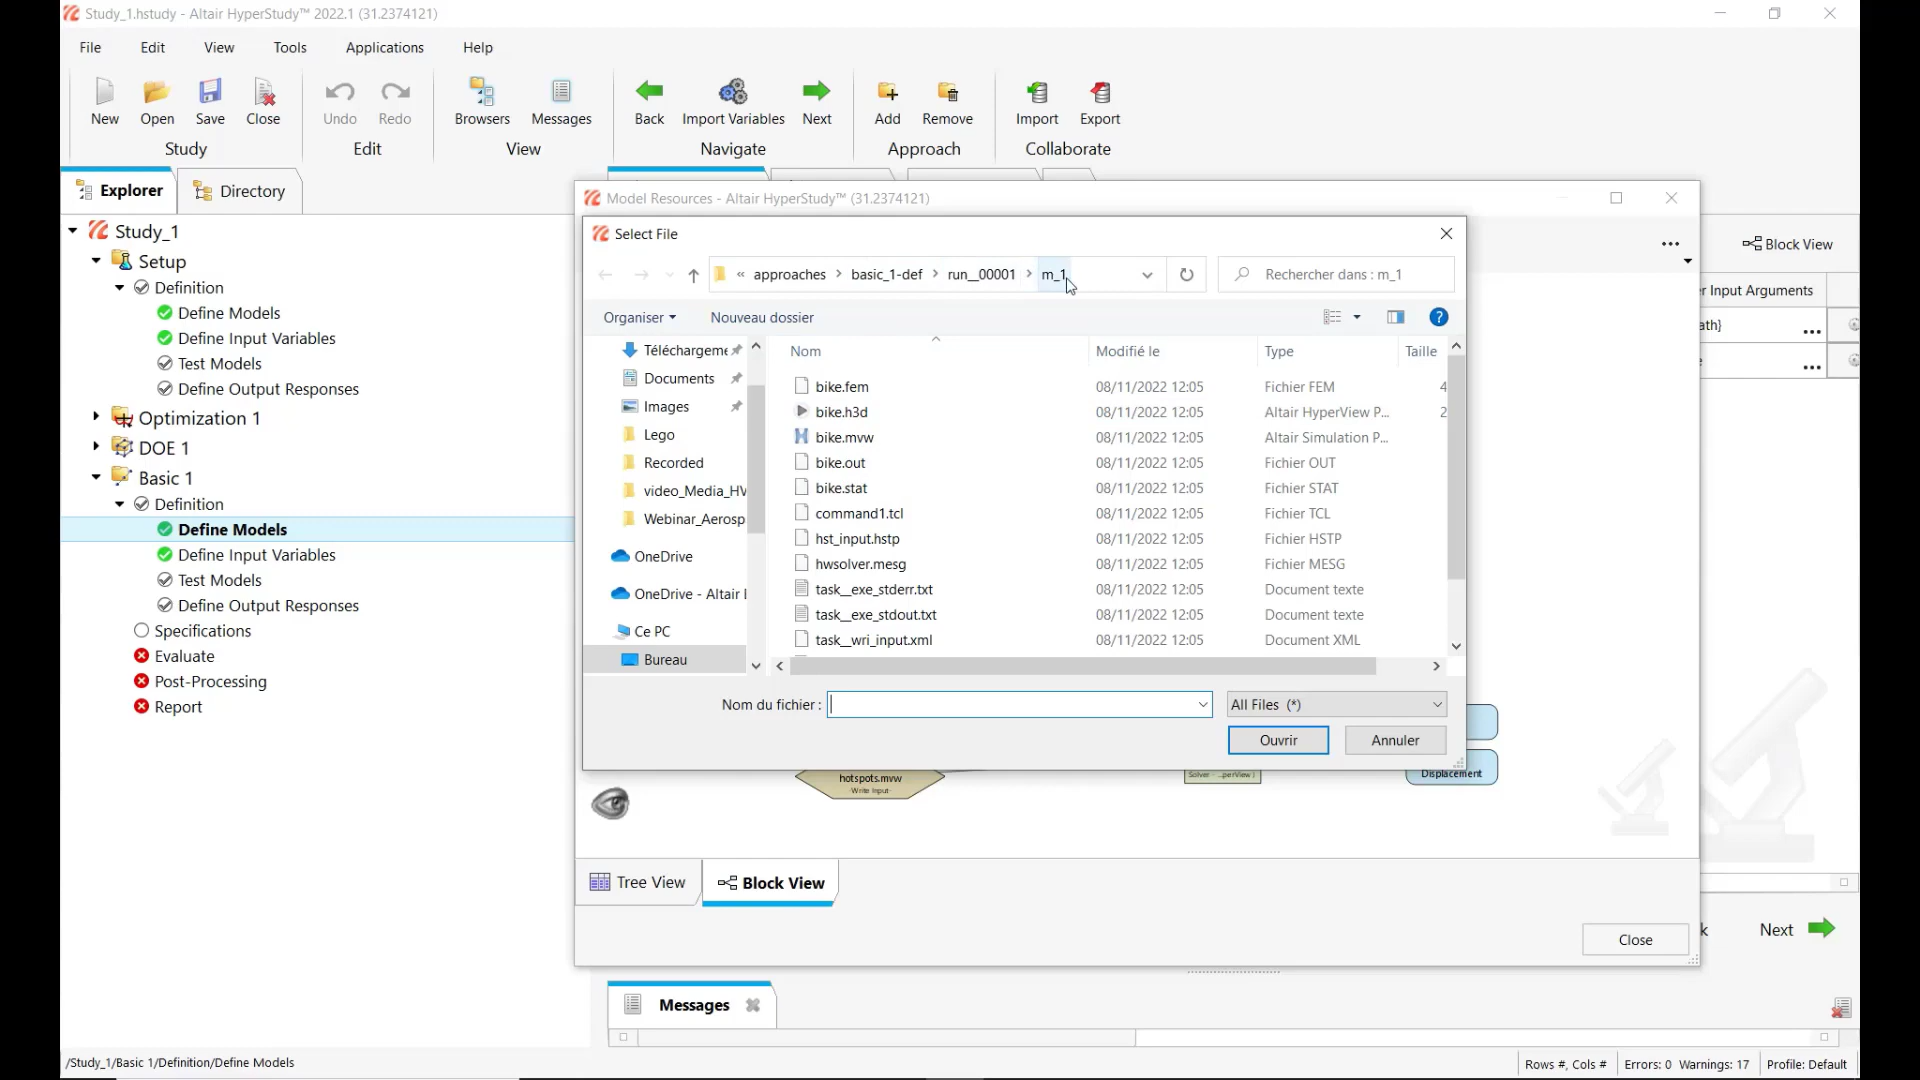 Study_1.hstudy - Altair HyperStudy™ 2022.1 (31.2374121)
File Edit View Tools Applications Help
New Open Save Close Undo Redo Browsers Messages Back Import Variables Next Add Remove Import Export
Study Edit View Navigate Approach Collaborate
Explorer Directory
Study_1
Setup
Definition
Define Models
Define Input Variables
Test Models
Define Output Responses
Optimization 1
DOE 1
Basic 1
Definition
Define Models
Define Input Variables
Test Models
Define Output Responses
Specifications
Evaluate
Post-Processing
Report
Model Resources - Altair HyperStudy™ (31.2374121)
Select File
« approaches > basic_1-def > run__00001 > m_1
Rechercher dans : m_1
Organiser Nouveau dossier
Téléchargeme
Documents
Images
Lego
Recorded
video_Media_HV
Webinar_Aerosp
OneDrive
OneDrive - Altair
Ce PC
Bureau
Nom Modifié le Type Taille
bike.fem 08/11/2022 12:05 Fichier FEM 4
bike.h3d 08/11/2022 12:05 Altair HyperView P... 2
bike.mvw 08/11/2022 12:05 Altair Simulation P...
bike.out 08/11/2022 12:05 Fichier OUT
bike.stat 08/11/2022 12:05 Fichier STAT
command1.tcl 08/11/2022 12:05 Fichier TCL
hst_input.hstp 08/11/2022 12:05 Fichier HSTP
hwsolver.mesg 08/11/2022 12:05 Fichier MESG
task__exe_stderr.txt 08/11/2022 12:05 Document texte
task__exe_stdout.txt 08/11/2022 12:05 Document texte
task__wri_input.xml 08/11/2022 12:05 Document XML
Nom du fichier : All Files (*)
Ouvrir Annuler
Block View
r Input Arguments
ath}
e
hotspots.mvw
-Write Input-
Solver - ...perView )
Displacement
Tree View Block View
Close
k Next
Messages
/Study_1/Basic 1/Definition/Define Models
Rows #, Cols # Errors: 0 Warnings: 17 Profile: Default